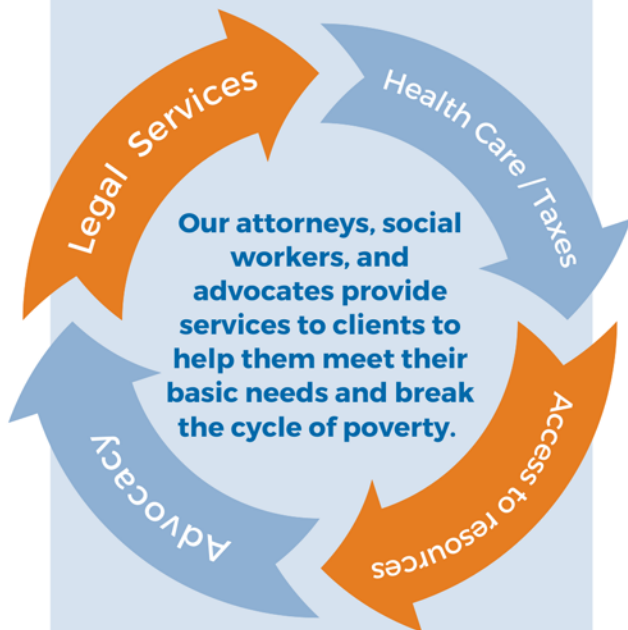 Legal Services
Health Care / Taxes
Our attorneys, social
workers, and
advocates provide
services to clients to
help them meet their
basic needs and break
the cycle of poverty.
Access to resources
Advocacy